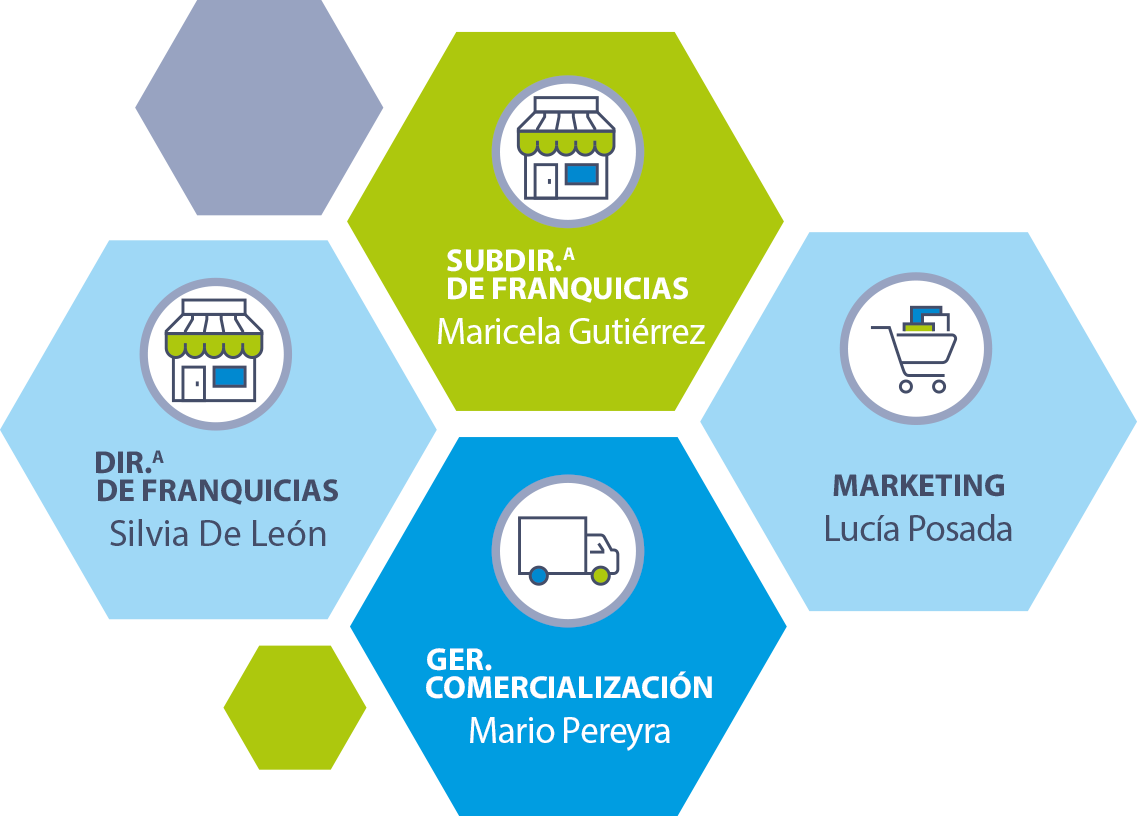 SUBDIR.ᴬ
DE FRANQUICIAS
Maricela Gutiérrez
DIR.ᴬ
DE FRANQUICIAS
Silvia De León
MARKETING
Lucía Posada
GER.
COMERCIALIZACIÓN
Mario Pereyra